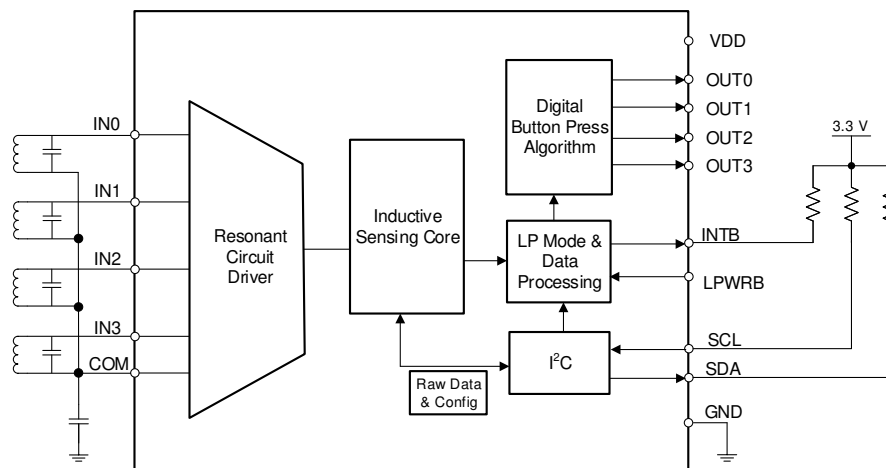 VDD
OUT0
OUT1
OUT2
OUT3
Digital
Button Press
Algorithm
3.3 V
IN0
IN1
IN2
IN3
COM
Resonant
Circuit
Driver
Inductive
Sensing Core
LP Mode &
Data
Processing
INTB
LPWRB
I²C
SCL
SDA
Raw Data
& Config
GND